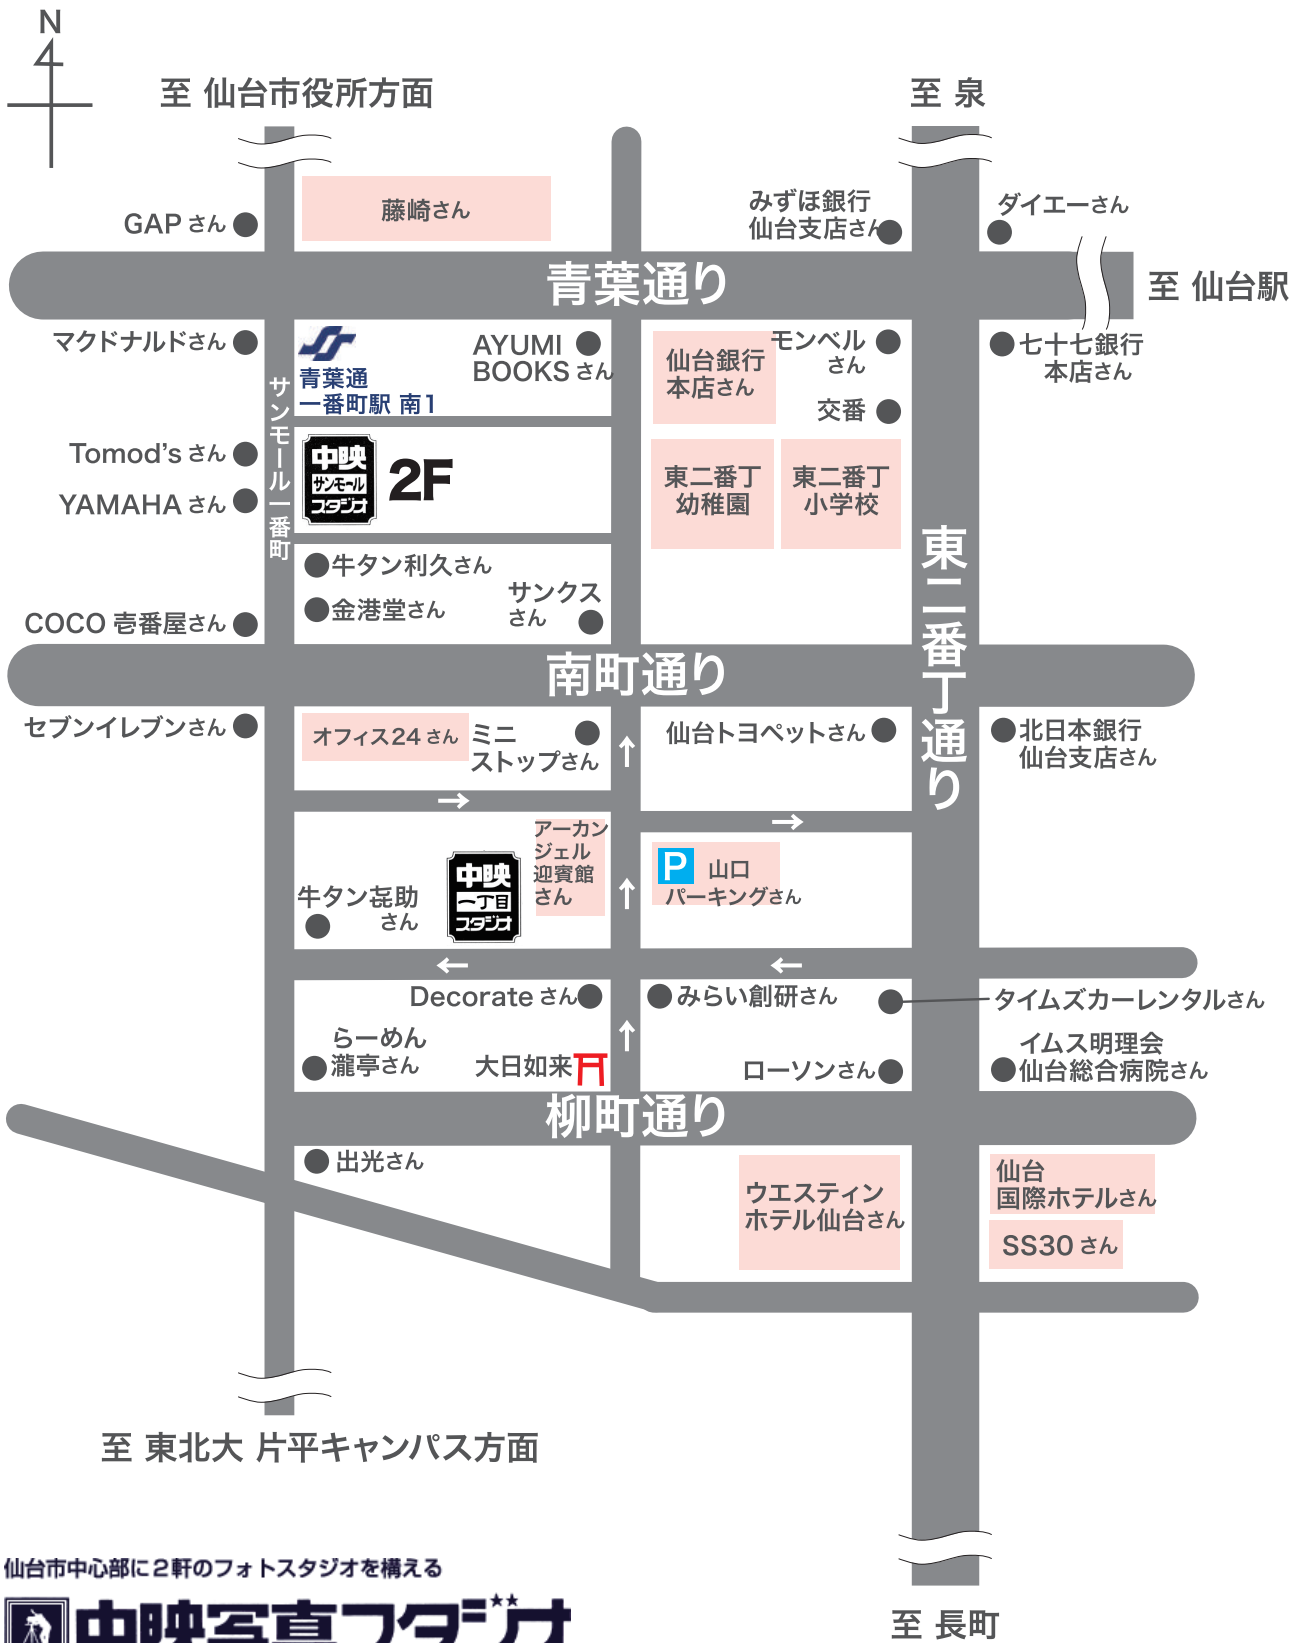 N
至 仙台市役所方面
至 泉
GAP さん
藤崎さん
みずほ銀行
仙台支店さん
ダイエーさん
青葉通り
至 仙台駅
マクドナルドさん
青葉通
一番町駅 南1
AYUMI
BOOKS さん
仙台銀行
本店さん
モンベル
さん
七十七銀行
本店さん
交番
サンモール一番町
Tomod's さん
YAMAHA さん
中映
サンモール
スタジオ
2F
東二番丁
幼稚園
東二番丁
小学校
東二番丁通り
牛タン利久さん
金港堂さん
サンクス
さん
COCO 壱番屋さん
南町通り
セブンイレブンさん
オフィス24 さん
ミニ
ストップさん
仙台トヨペットさん
北日本銀行
仙台支店さん
アーカン
ジェル
迎賓館
さん
中映
一丁目
スタジオ
P 山口
パーキングさん
牛タン㐂助
さん
Decorate さん
みらい創研さん
タイムズカーレンタルさん
らーめん
瀧亭さん
大日如来
ローソンさん
イムス明理会
仙台総合病院さん
柳町通り
出光さん
ウエスティン
ホテル仙台さん
仙台
国際ホテルさん
SS30 さん
至 東北大 片平キャンパス方面
仙台市中心部に２軒のフォトスタジオを構える
中映写真スタジオ
至 長町